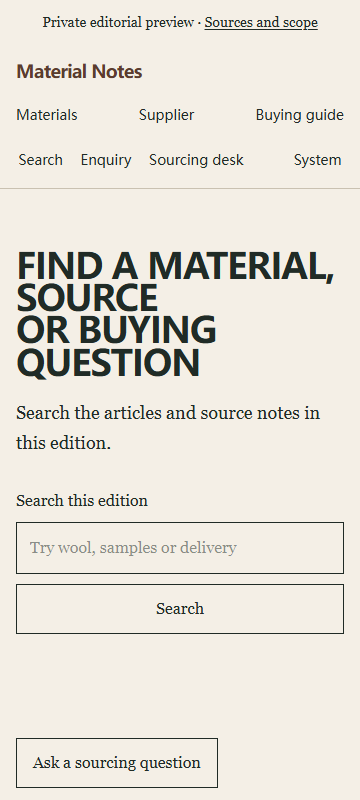 Private editorial preview · Sources and scope
Material Notes
Materials Supplier Buying guide
Search Enquiry Sourcing desk System
FIND A MATERIAL,
SOURCE
OR BUYING
QUESTION
Search the articles and source notes in
this edition.
Search this edition
Try wool, samples or delivery
Search
Ask a sourcing question